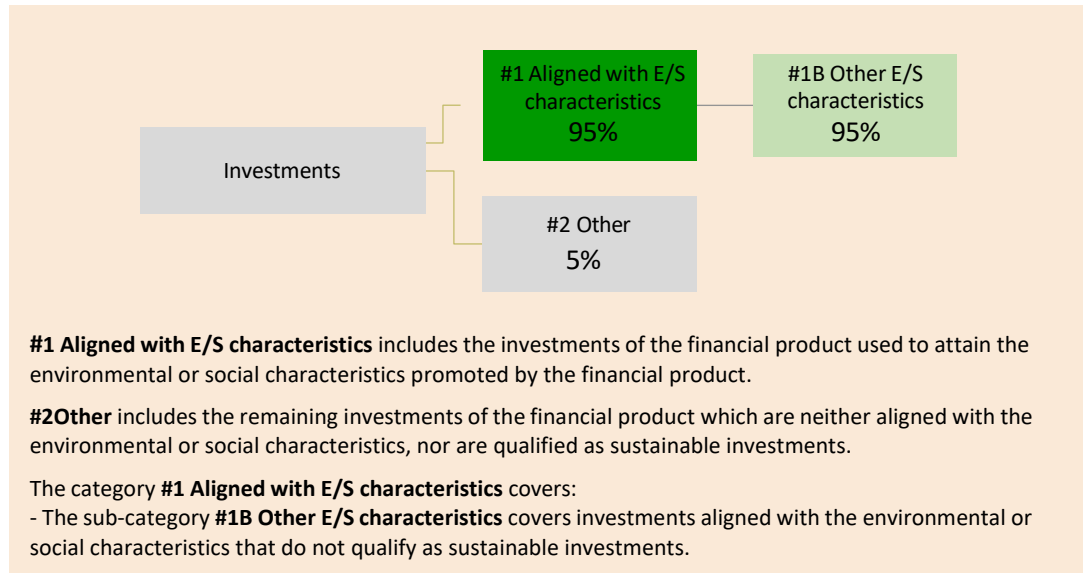 #1 Aligned with E/S
characteristics
95%
#1B Other E/S
characteristics
95%
Investments
#2 Other
5%
#1 Aligned with E/S characteristics includes the investments of the financial product used to attain the
environmental or social characteristics promoted by the financial product.
#2Other includes the remaining investments of the financial product which are neither aligned with the
environmental or social characteristics, nor are qualified as sustainable investments.
The category #1 Aligned with E/S characteristics covers:
- The sub-category #1B Other E/S characteristics covers investments aligned with the environmental or
social characteristics that do not qualify as sustainable investments.